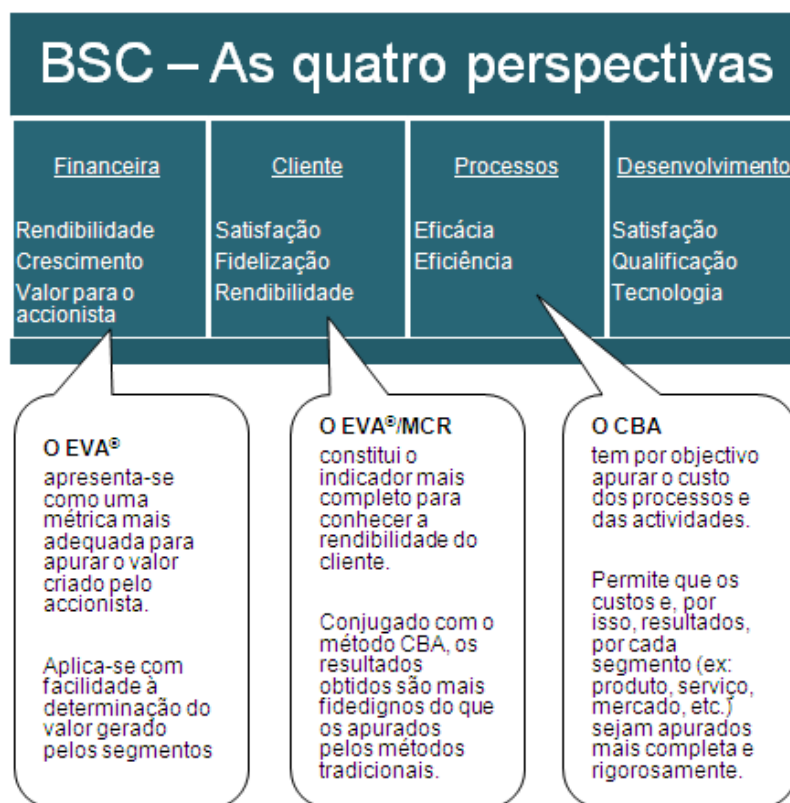 BSC – As quatro perspectivas
Financeira
Rendibilidade
Crescimento
Valor para o
accionista
Cliente
Satisfação
Fidelização
Rendibilidade
Processos
Eficácia
Eficiência
Desenvolvimento
Satisfação
Qualificação
Tecnologia
O EVA®
apresenta-se
como uma
métrica mais
adequada para
apurar o valor
criado pelo
accionista.
Aplica-se com
facilidade à
determinação do
valor gerado
pelos segmentos
O EVA®/MCR
constitui o
indicador mais
completo para
conhecer a
rendibilidade do
cliente.
Conjugado com o
método CBA, os
resultados
obtidos são mais
fidedignos do que
os apurados
pelos métodos
tradicionais.
O CBA
tem por objectivo
apurar o custo
dos processos e
das actividades.
Permite que os
custos e, por
isso, resultados,
por cada
segmento (ex:
produto, serviço,
mercado, etc.)
sejam apurados
mais completa e
rigorosamente.